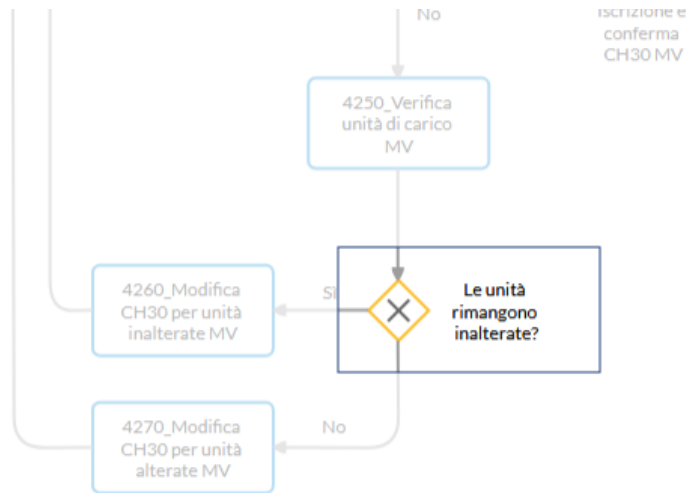 No
iscrizione e
conferma
CH30 MV
4250_Verifica
unità di carico
MV
4260_Modifica
CH30 per unità
inalterate MV
Sì
Le unità
rimangono
inalterate?
4270_Modifica
CH30 per unità
alterate MV
No